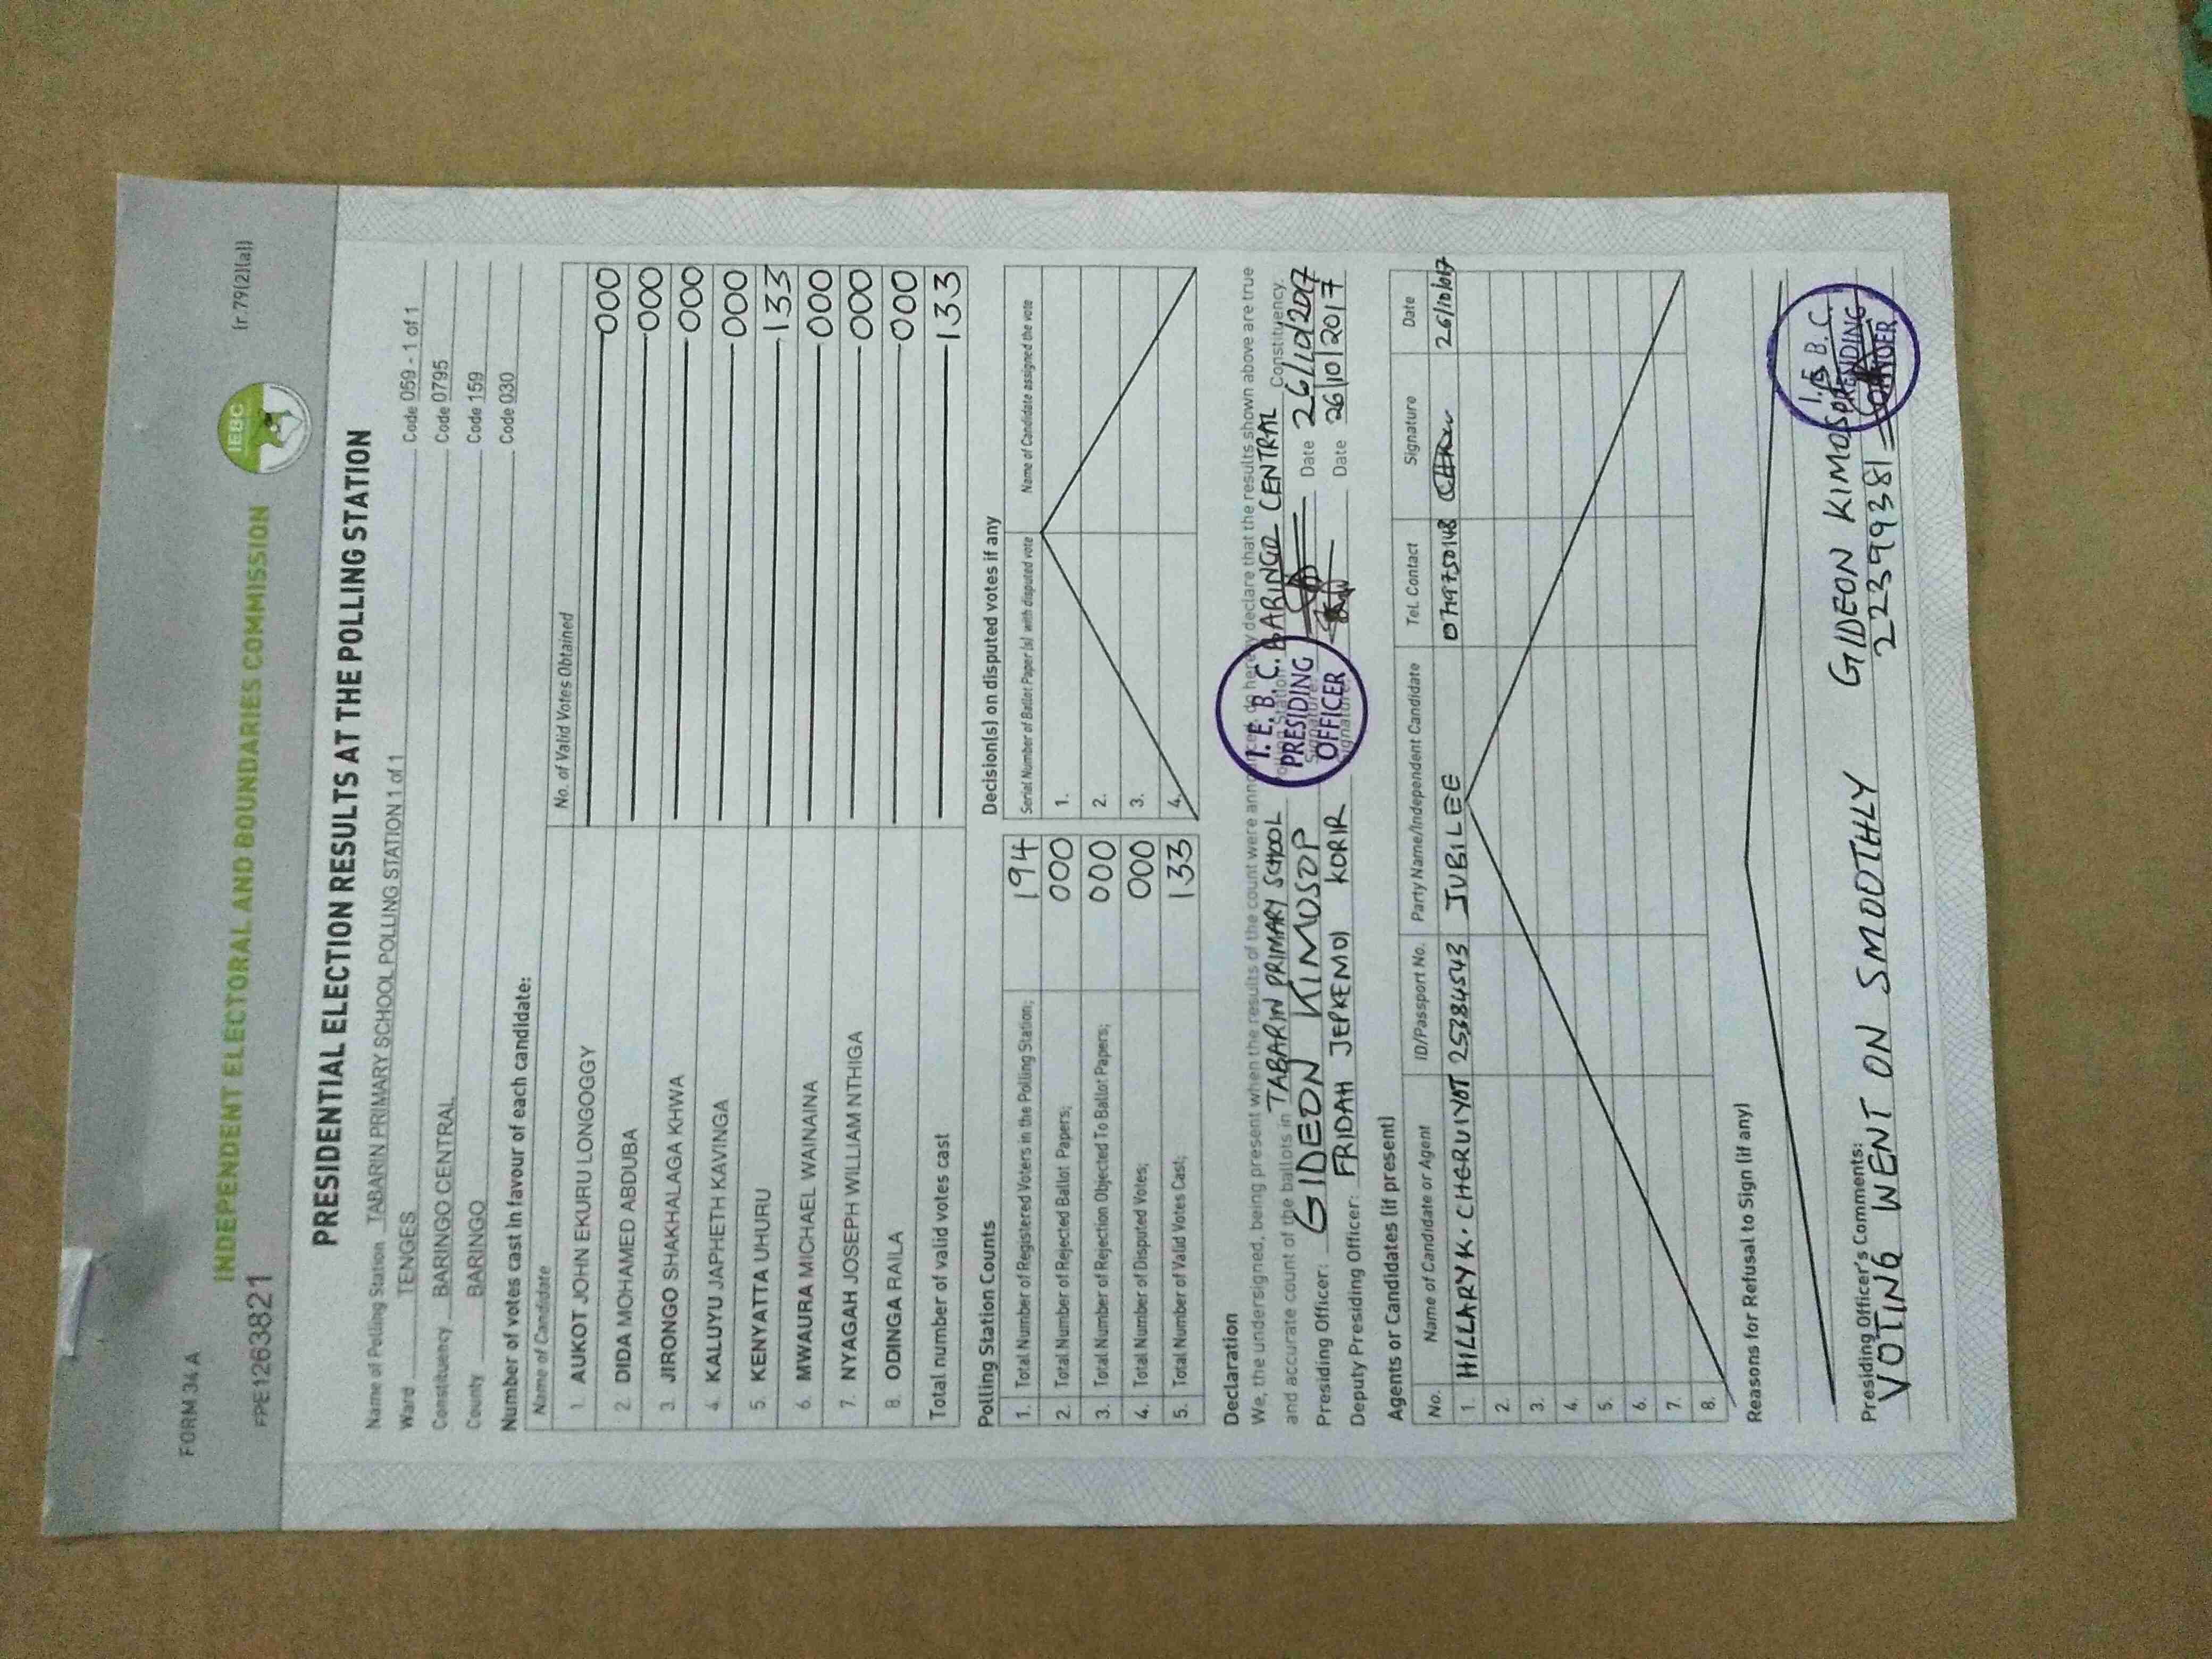 FORM 34 A
(r.79(2)(a))
INDEPENDENT ELECTORAL AND BOUNDARIES COMMISSION
IEBC
FPE1263821
PRESIDENTIAL ELECTION RESULTS AT THE POLLING STATION
Name of Polling Station TABARIN PRIMARY SCHOOL POLLING STATION 1 of 1 Code 059 - 1 of 1
Ward TENGES Code 0795
Constituency BARINGO CENTRAL Code 159
County BARINGO Code 030
Number of votes cast in favour of each candidate:
Name of Candidate No. of Valid Votes Obtained
1. AUKOT JOHN EKURU LONGOGGY 000
2. DIDA MOHAMED ABDUBA 000
3. JIRONGO SHAKHALAGA KHWA 000
4. KALUYU JAPHETH KAVINGA 000
5. KENYATTA UHURU 133
6. MWAURA MICHAEL WAINAINA 000
7. NYAGAH JOSEPH WILLIAM NTHIGA 000
8. ODINGA RAILA 000
Total number of valid votes cast 133
Polling Station Counts
1. Total Number of Registered Voters in the Polling Station; 194
2. Total Number of Rejected Ballot Papers; 000
3. Total Number of Rejection Objected To Ballot Papers; 000
4. Total Number of Disputed Votes; 000
5. Total Number of Valid Votes Cast; 133
Decision(s) on disputed votes if any
Serial Number of Ballot Paper (s) with disputed vote Name of Candidate assigned the vote
1.
2.
3.
4.
Declaration
We, the undersigned, being present when the results of the count were announced, do hereby declare that the results shown above are true
and accurate count of the ballots in TABARIN PRIMARY SCHOOL Polling Station BARINGO CENTRAL Constituency.
Presiding Officer: GIDEON KIMOSOP Signature: Date 26/10/2017
Deputy Presiding Officer: FRIDAH JEPKEMOI KORIR Signature: Date 26/10/2017
I. E. B. C.
PRESIDING
OFFICER
Agents or Candidates (if present)
No. Name of Candidate or Agent ID/Passport No. Party Name/Independent Candidate Tel. Contact Signature Date
1. HILLARY K. CHERUIYOT 25384543 JUBILEE 0719750148 26/10/2017
2.
3.
4.
5.
6.
7.
8.
Reasons for Refusal to Sign (if any)
Presiding Officer's Comments:
VOTING WENT ON SMOOTHLY GIDEON KIMOSOP
22399381
I. E. B. C.
PRESIDING
OFFICER